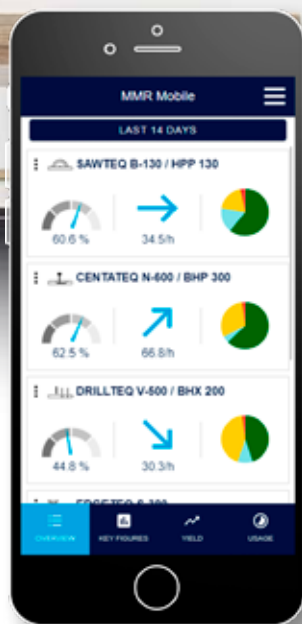 MMR Mobile
LAST 14 DAYS
SAWTEQ B-130 / HPP 130
60.6 %
34.5/h
CENTATEQ N-600 / BHP 300
62.5 %
66.8/h
DRILLTEQ V-500 / BHX 200
44.8 %
30.3/h
OVERVIEW
KEY FIGURES
YIELD
USAGE